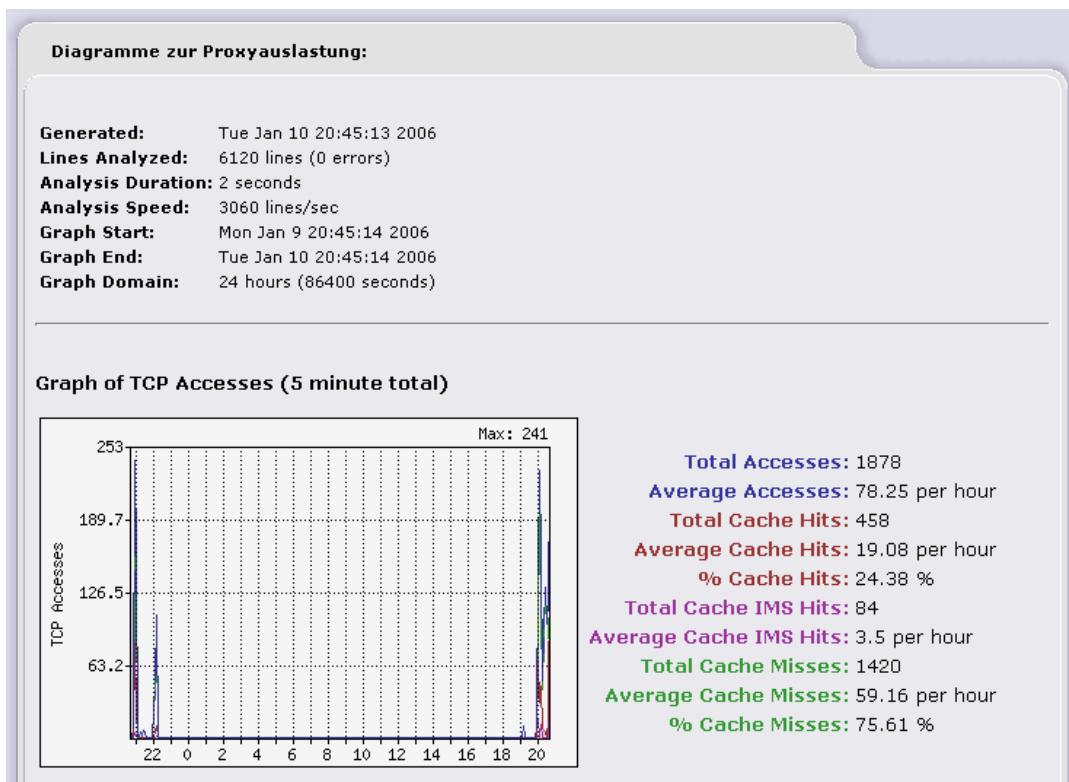 Diagramme zur Proxyauslastung:
Generated: Tue Jan 10 20:45:13 2006
Lines Analyzed: 6120 lines (0 errors)
Analysis Duration: 2 seconds
Analysis Speed: 3060 lines/sec
Graph Start: Mon Jan 9 20:45:14 2006
Graph End: Tue Jan 10 20:45:14 2006
Graph Domain: 24 hours (86400 seconds)
Graph of TCP Accesses (5 minute total)
Max: 241
253
189.7
126.5
63.2
TCP Accesses
22 0 2 4 6 8 10 12 14 16 18 20
Total Accesses: 1878
Average Accesses: 78.25 per hour
Total Cache Hits: 458
Average Cache Hits: 19.08 per hour
% Cache Hits: 24.38 %
Total Cache IMS Hits: 84
Average Cache IMS Hits: 3.5 per hour
Total Cache Misses: 1420
Average Cache Misses: 59.16 per hour
% Cache Misses: 75.61 %